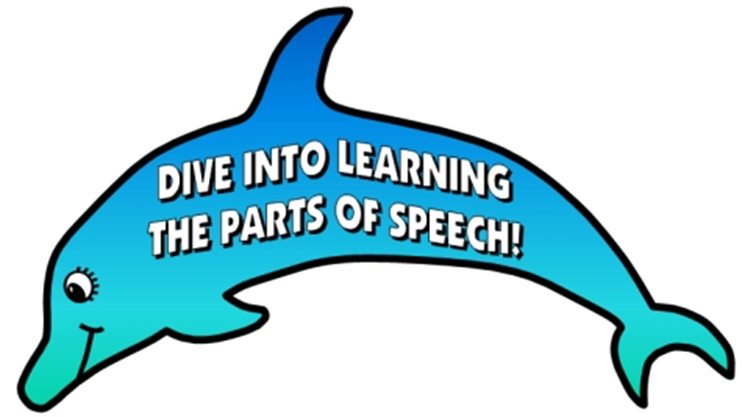 DIVE INTO LEARNING
THE PARTS OF SPEECH!